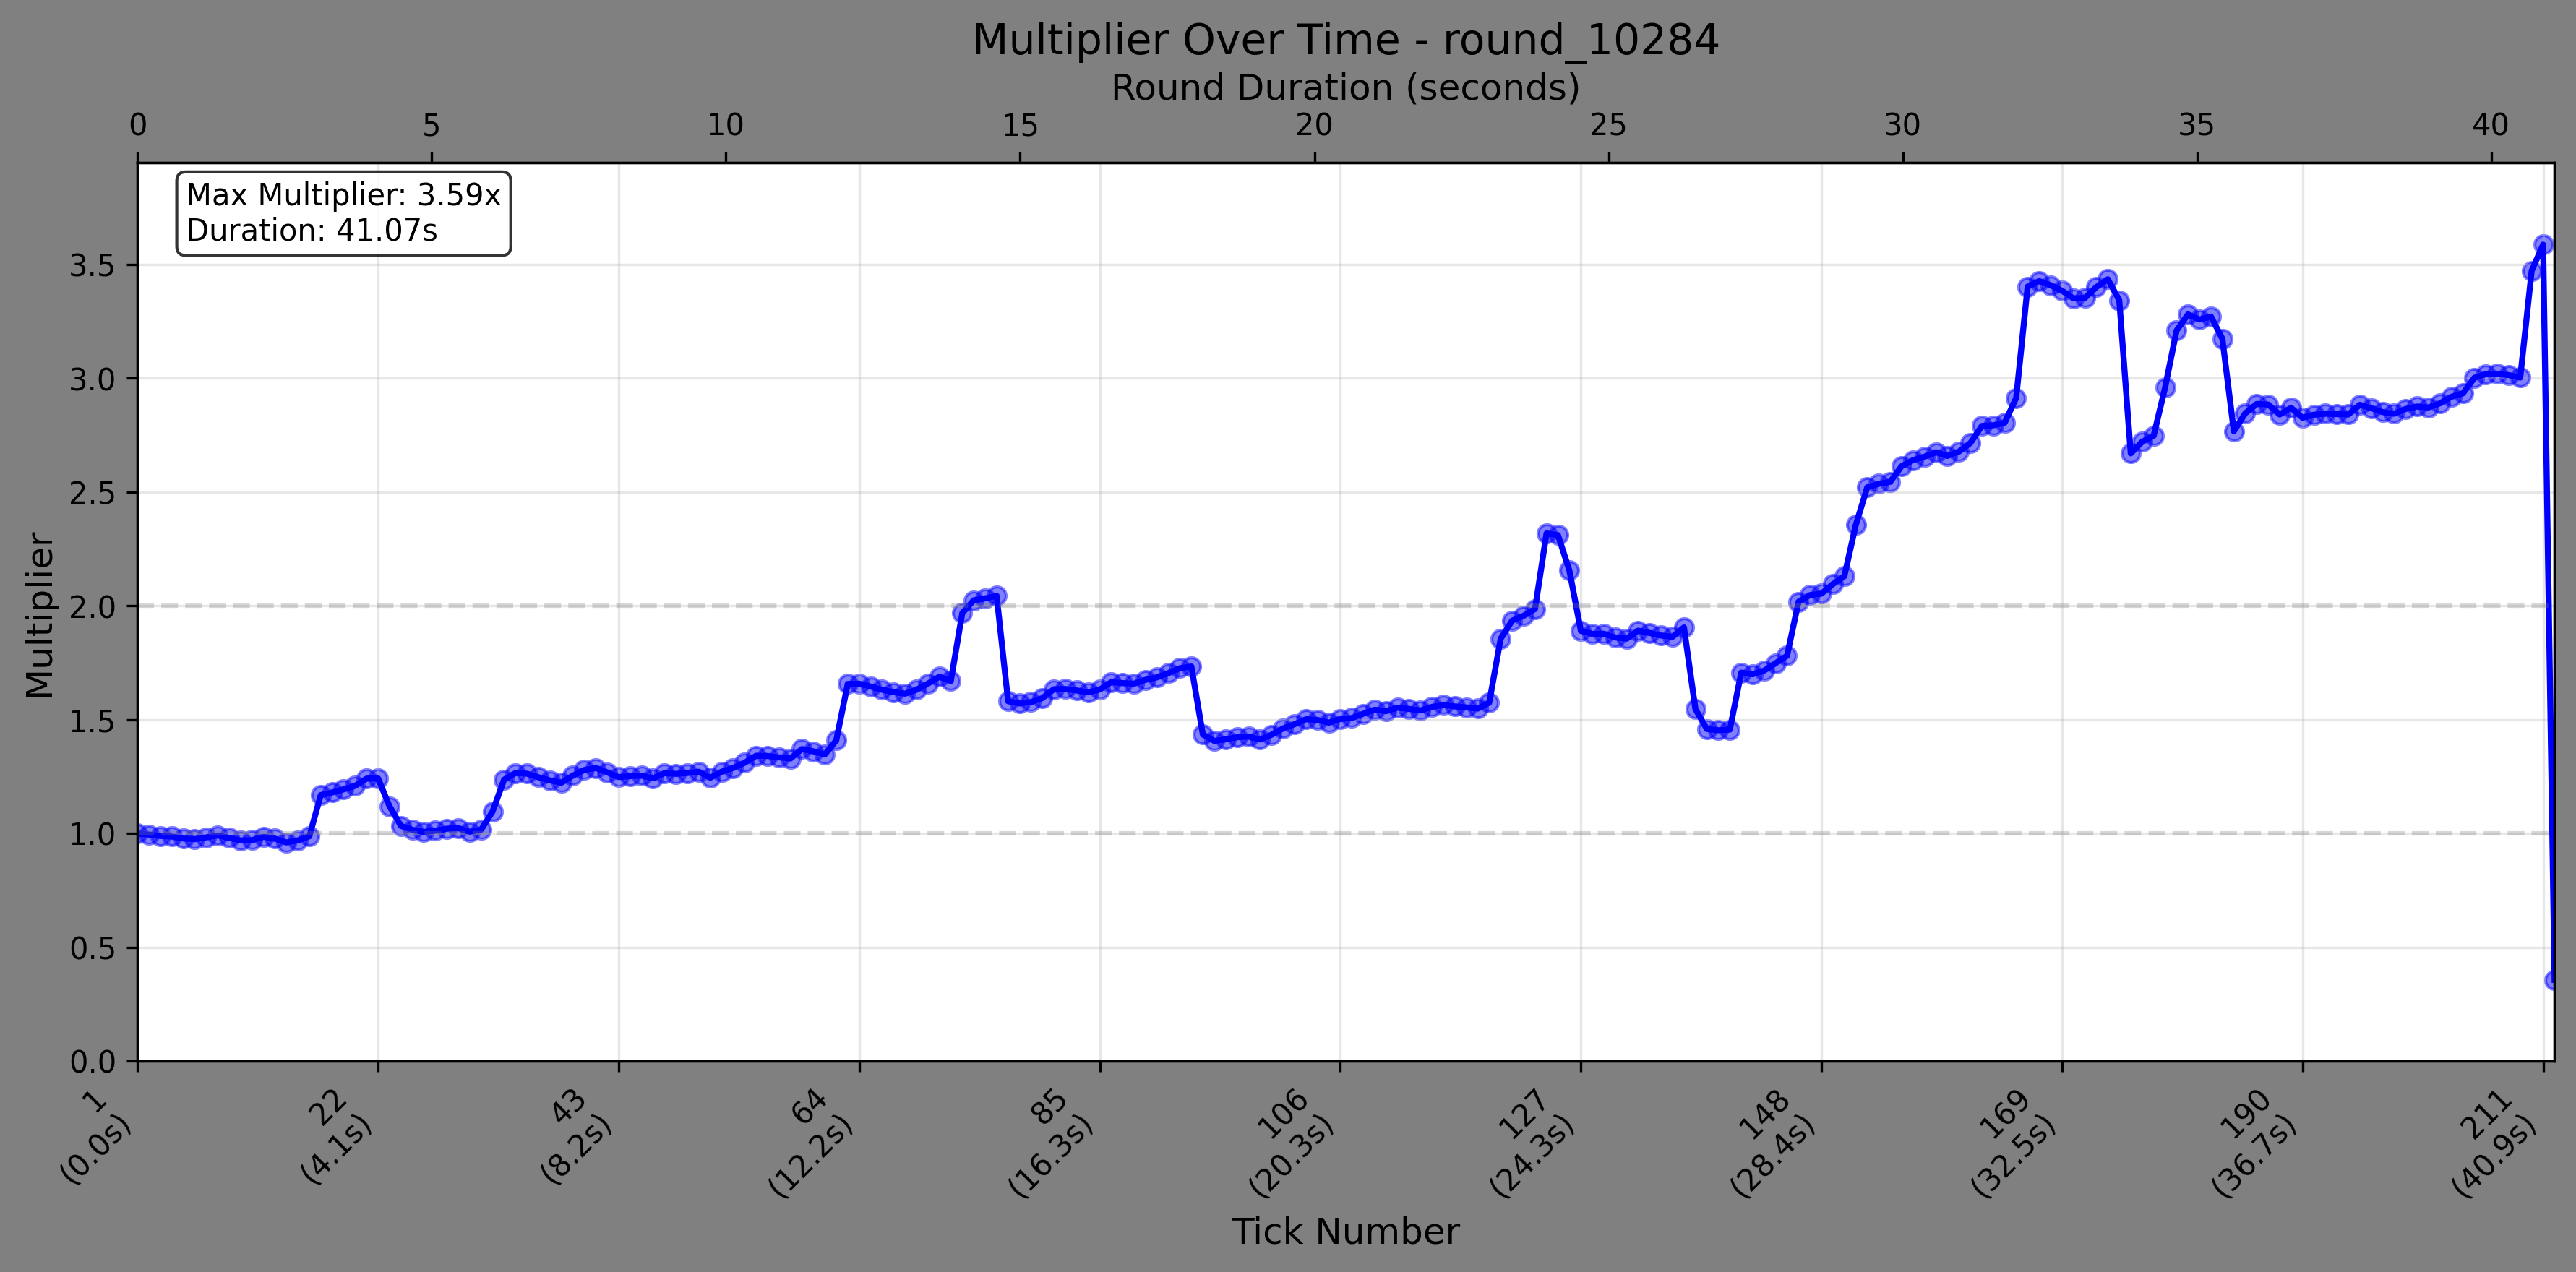 Multiplier Over Time - round_10284
Round Duration (seconds)
0 5 10 15 20 25 30 35 40
Max Multiplier: 3.59x
Duration: 41.07s
Multiplier
3.5
3.0
2.5
2.0
1.5
1.0
0.5
0.0
1 22 43 64 85 106 127 148 169 190 211
(0.0s) (4.1s) (8.2s) (12.2s) (16.3s) (20.3s) (24.3s) (28.4s) (32.5s) (36.7s) (40.9s)
Tick Number